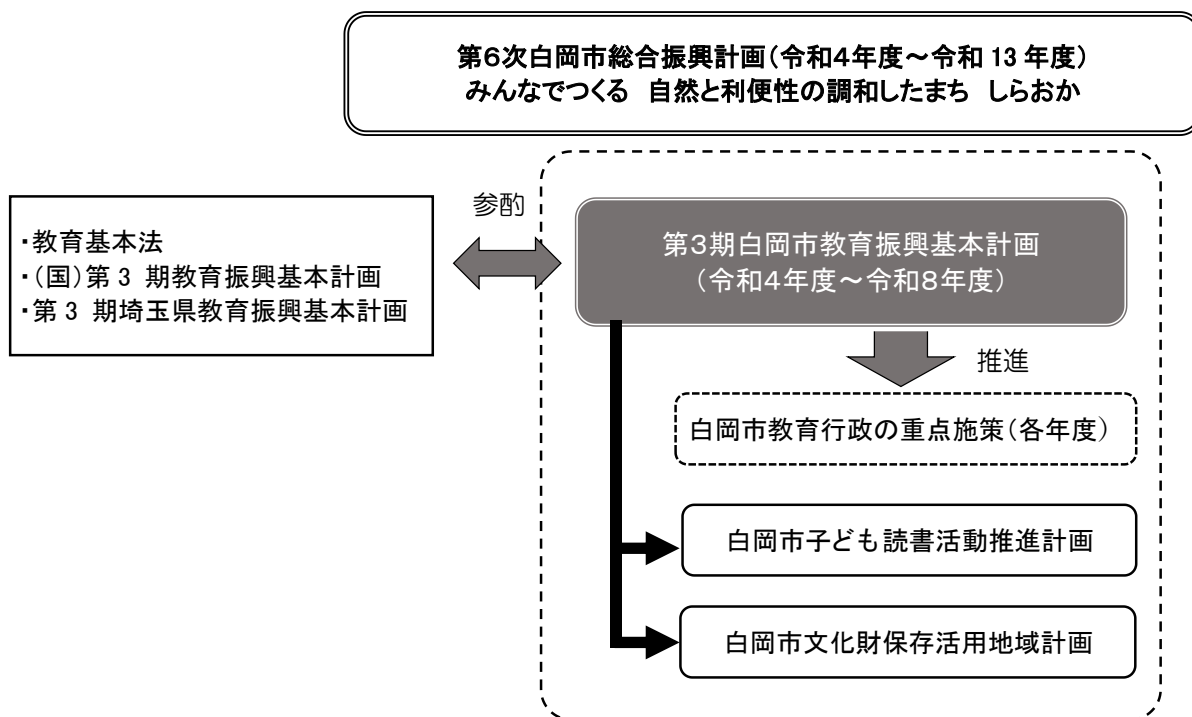 第6次白岡市総合振興計画(令和4年度～令和 13 年度)
みんなでつくる 自然と利便性の調和したまち しらおか
参酌
・教育基本法
・(国)第 3 期教育振興基本計画
・第 3 期埼玉県教育振興基本計画
第3期白岡市教育振興基本計画
(令和4年度～令和8年度)
推進
白岡市教育行政の重点施策(各年度)
白岡市子ども読書活動推進計画
白岡市文化財保存活用地域計画